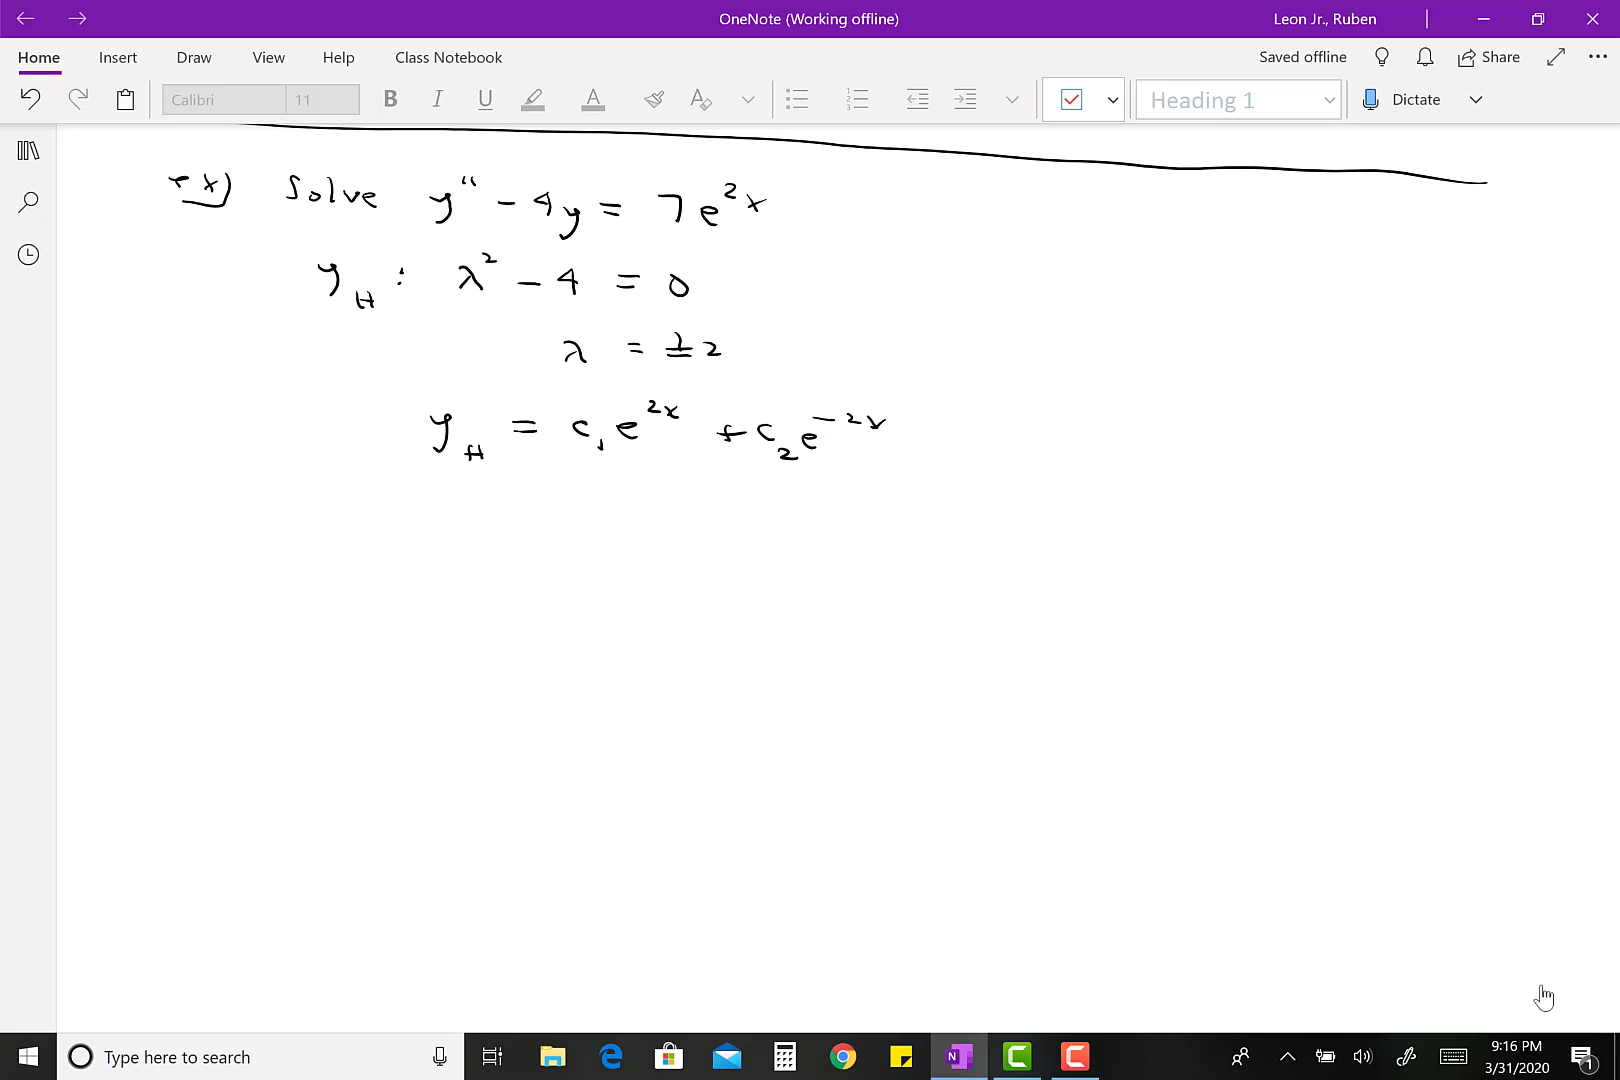 OneNote (Working offline)
Leon Jr., Ruben
Home Insert Draw View Help Class Notebook
Saved offline
Share
Calibri 11 B I U A A
Heading 1
Dictate
ex) Solve y'' - 4y = 7e^{2x}
y_H : λ² - 4 = 0
λ = ±2
y_H = c₁e^{2x} + c₂e^{-2x}
Type here to search
9:16 PM
3/31/2020
1